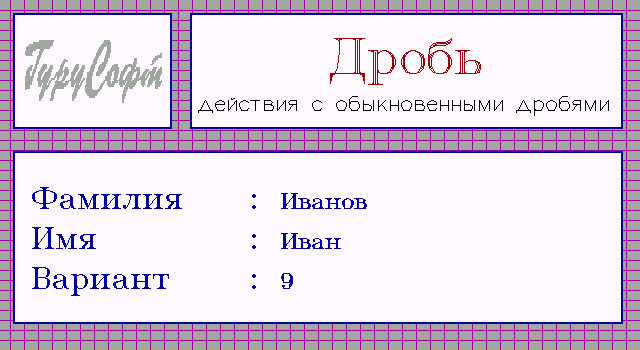 ГуруСофт
Дробь
действия с обыкновенными дробями
Фамилия : Иванов
Имя : Иван
Вариант : 9